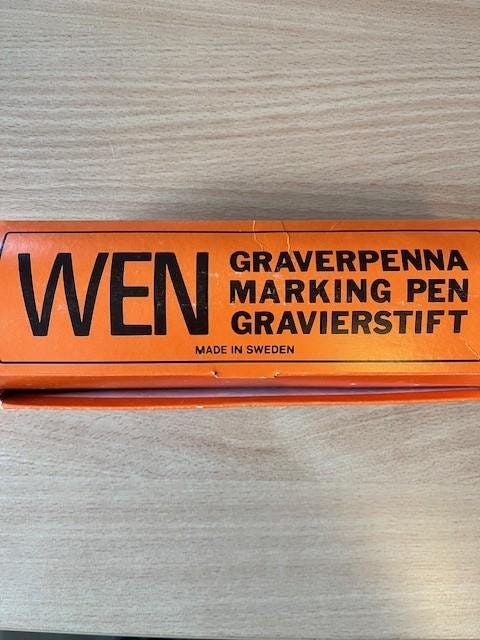 WEN
GRAVERPENNA
MARKING PEN
GRAVIERSTIFT
MADE IN SWEDEN